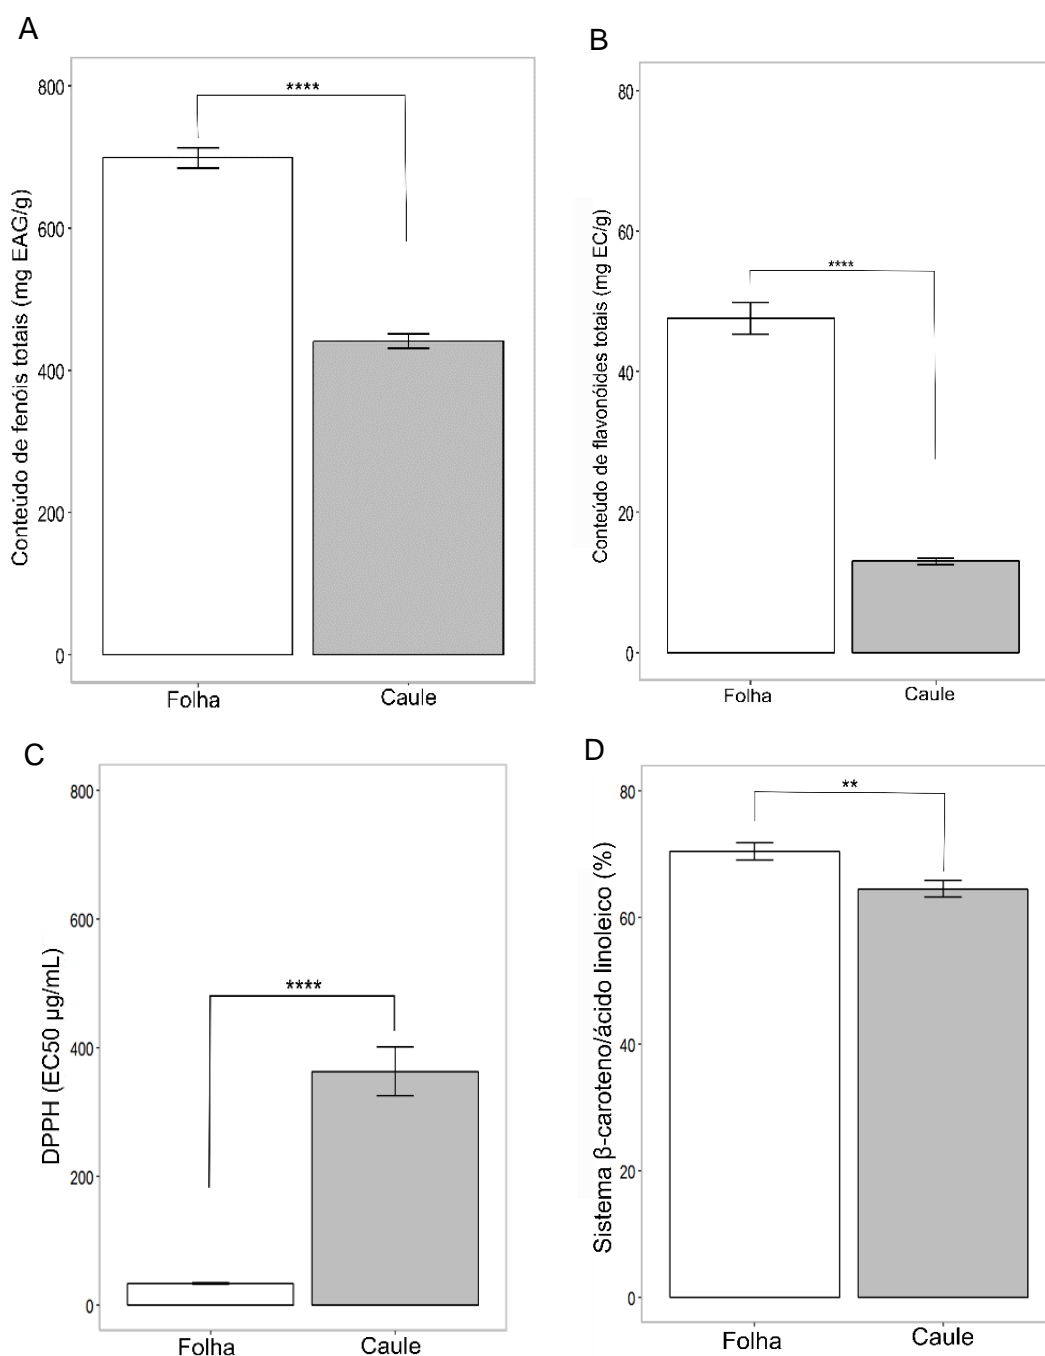 A
Conteúdo de fenóis totais (mg EAG/g)
800
600
400
200
0
****
Folha
Caule
B
Conteúdo de flavonóides totais (mg EC/g)
80
60
40
20
0
****
Folha
Caule
C
DPPH (EC50 µg/mL)
800
600
400
200
0
****
Folha
Caule
D
Sistema β-caroteno/ácido linoleico (%)
80
60
40
20
0
**
Folha
Caule